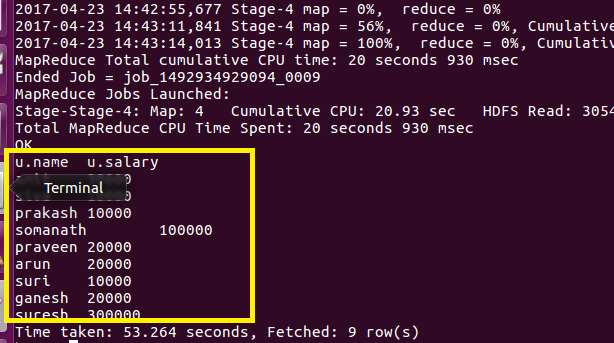 2017-04-23 14:42:55,677 Stage-4 map = 0%,  reduce = 0%
2017-04-23 14:43:11,841 Stage-4 map = 56%,  reduce = 0%, Cumulative
2017-04-23 14:43:14,013 Stage-4 map = 100%,  reduce = 0%, Cumulat
MapReduce Total cumulative CPU time: 20 seconds 930 msec
Ended Job = job_1492934929094_0009
MapReduce Jobs Launched:
Stage-Stage-4: Map: 4   Cumulative CPU: 20.93 sec   HDFS Read: 3054
Total MapReduce CPU Time Spent: 20 seconds 930 msec
OK
u.name  u.salary
Terminal
prakash 10000
somanath        100000
praveen 20000
arun    20000
suri    10000
ganesh  20000
suresh  300000
Time taken: 53.264 seconds, Fetched: 9 row(s)